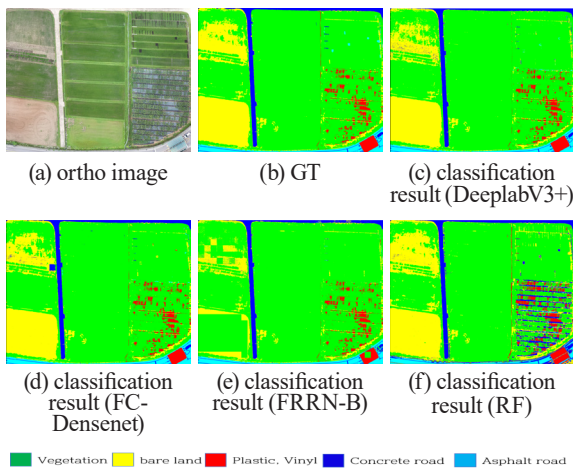 (a) ortho image
(b) GT
(c) classification
result (DeeplabV3+)
(d) classification
result (FC-
Densenet)
(e) classification
result (FRRN-B)
(f) classification
result (RF)
Vegetation
bare land
Plastic, Vinyl
Concrete road
Asphalt road